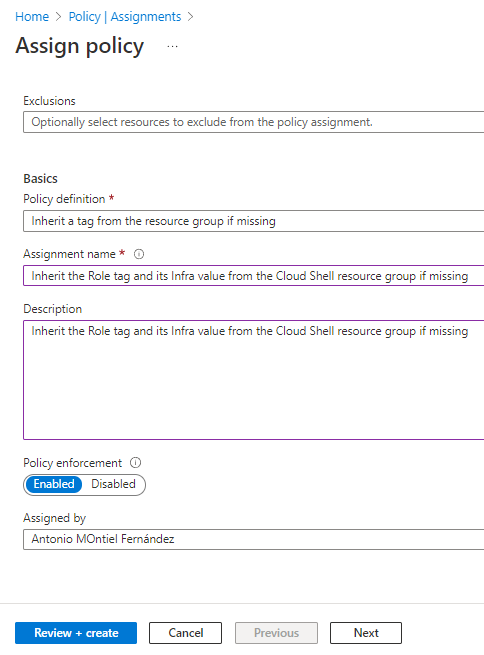 Home > Policy | Assignments >
Assign policy ...
Exclusions
Optionally select resources to exclude from the policy assignment.
Basics
Policy definition *
Inherit a tag from the resource group if missing
Assignment name *
Inherit the Role tag and its Infra value from the Cloud Shell resource group if missing
Description
Inherit the Role tag and its Infra value from the Cloud Shell resource group if missing
Policy enforcement
Enabled Disabled
Assigned by
Antonio MOntiel Fernández
Review + create Cancel Previous Next